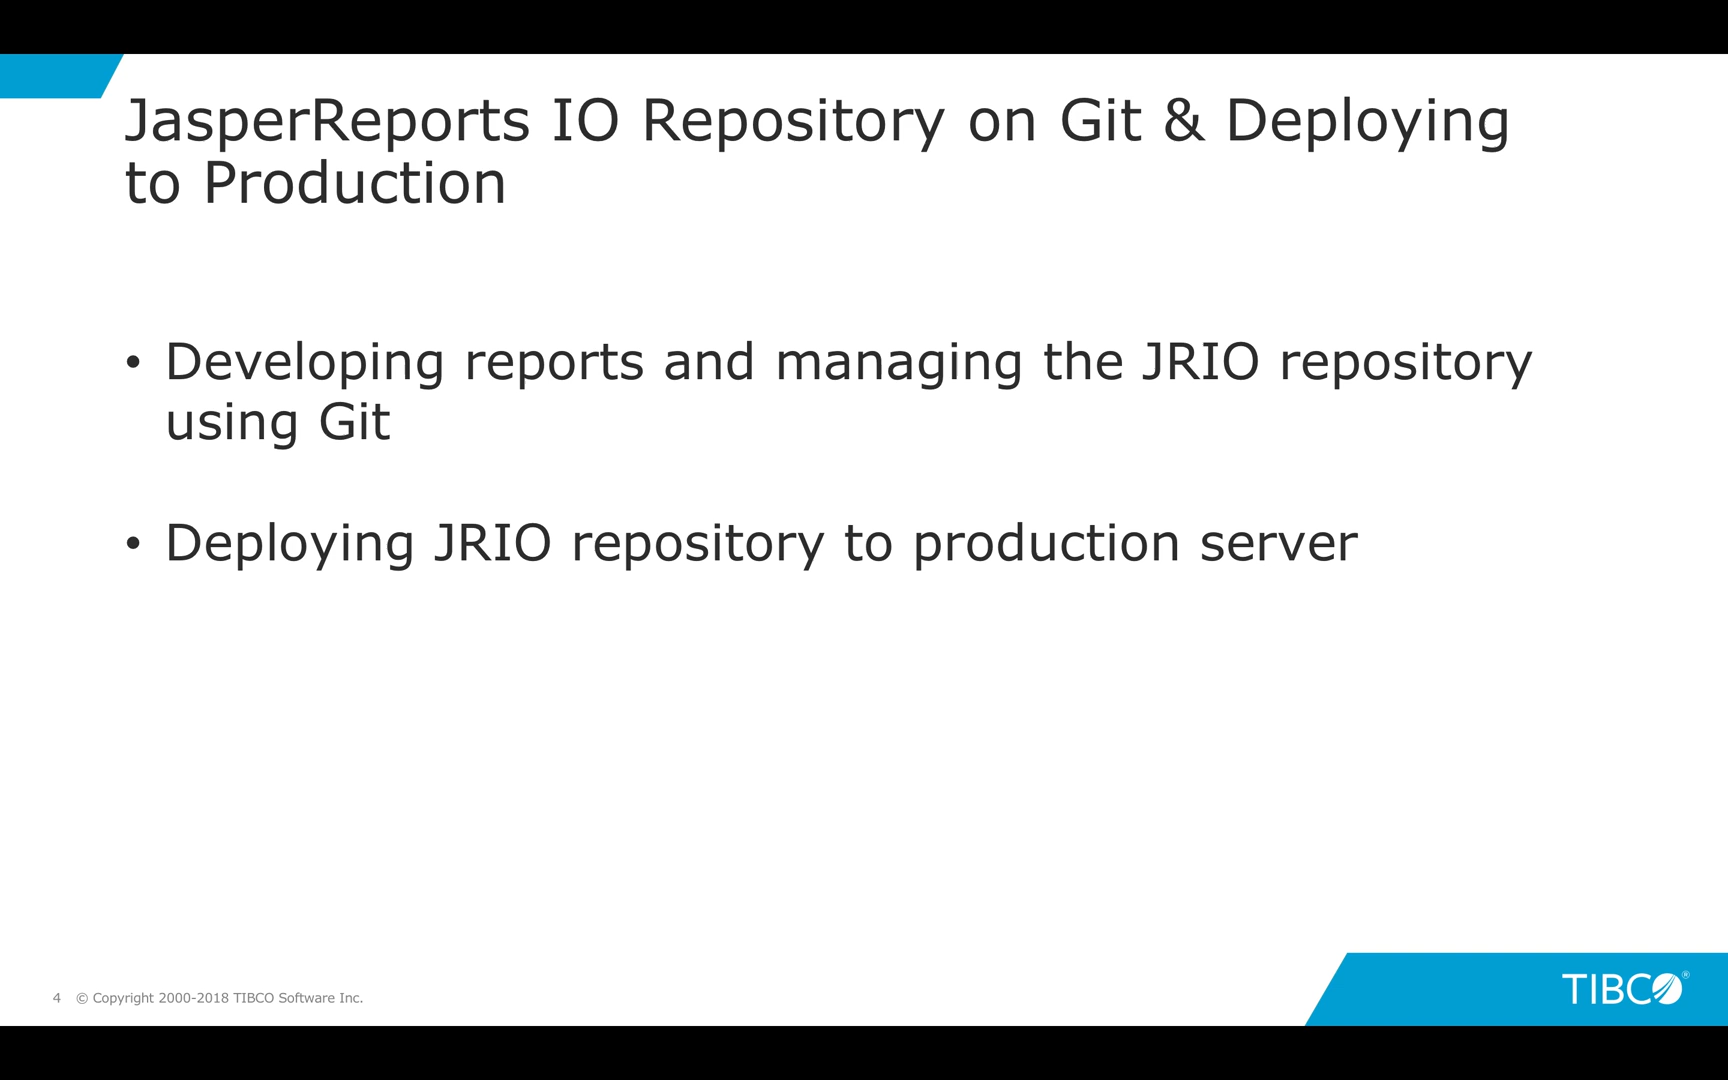 JasperReports IO Repository on Git & Deploying
to Production
• Developing reports and managing the JRIO repository
using Git
• Deploying JRIO repository to production server
4 © Copyright 2000-2018 TIBCO Software Inc.
TIBCO®